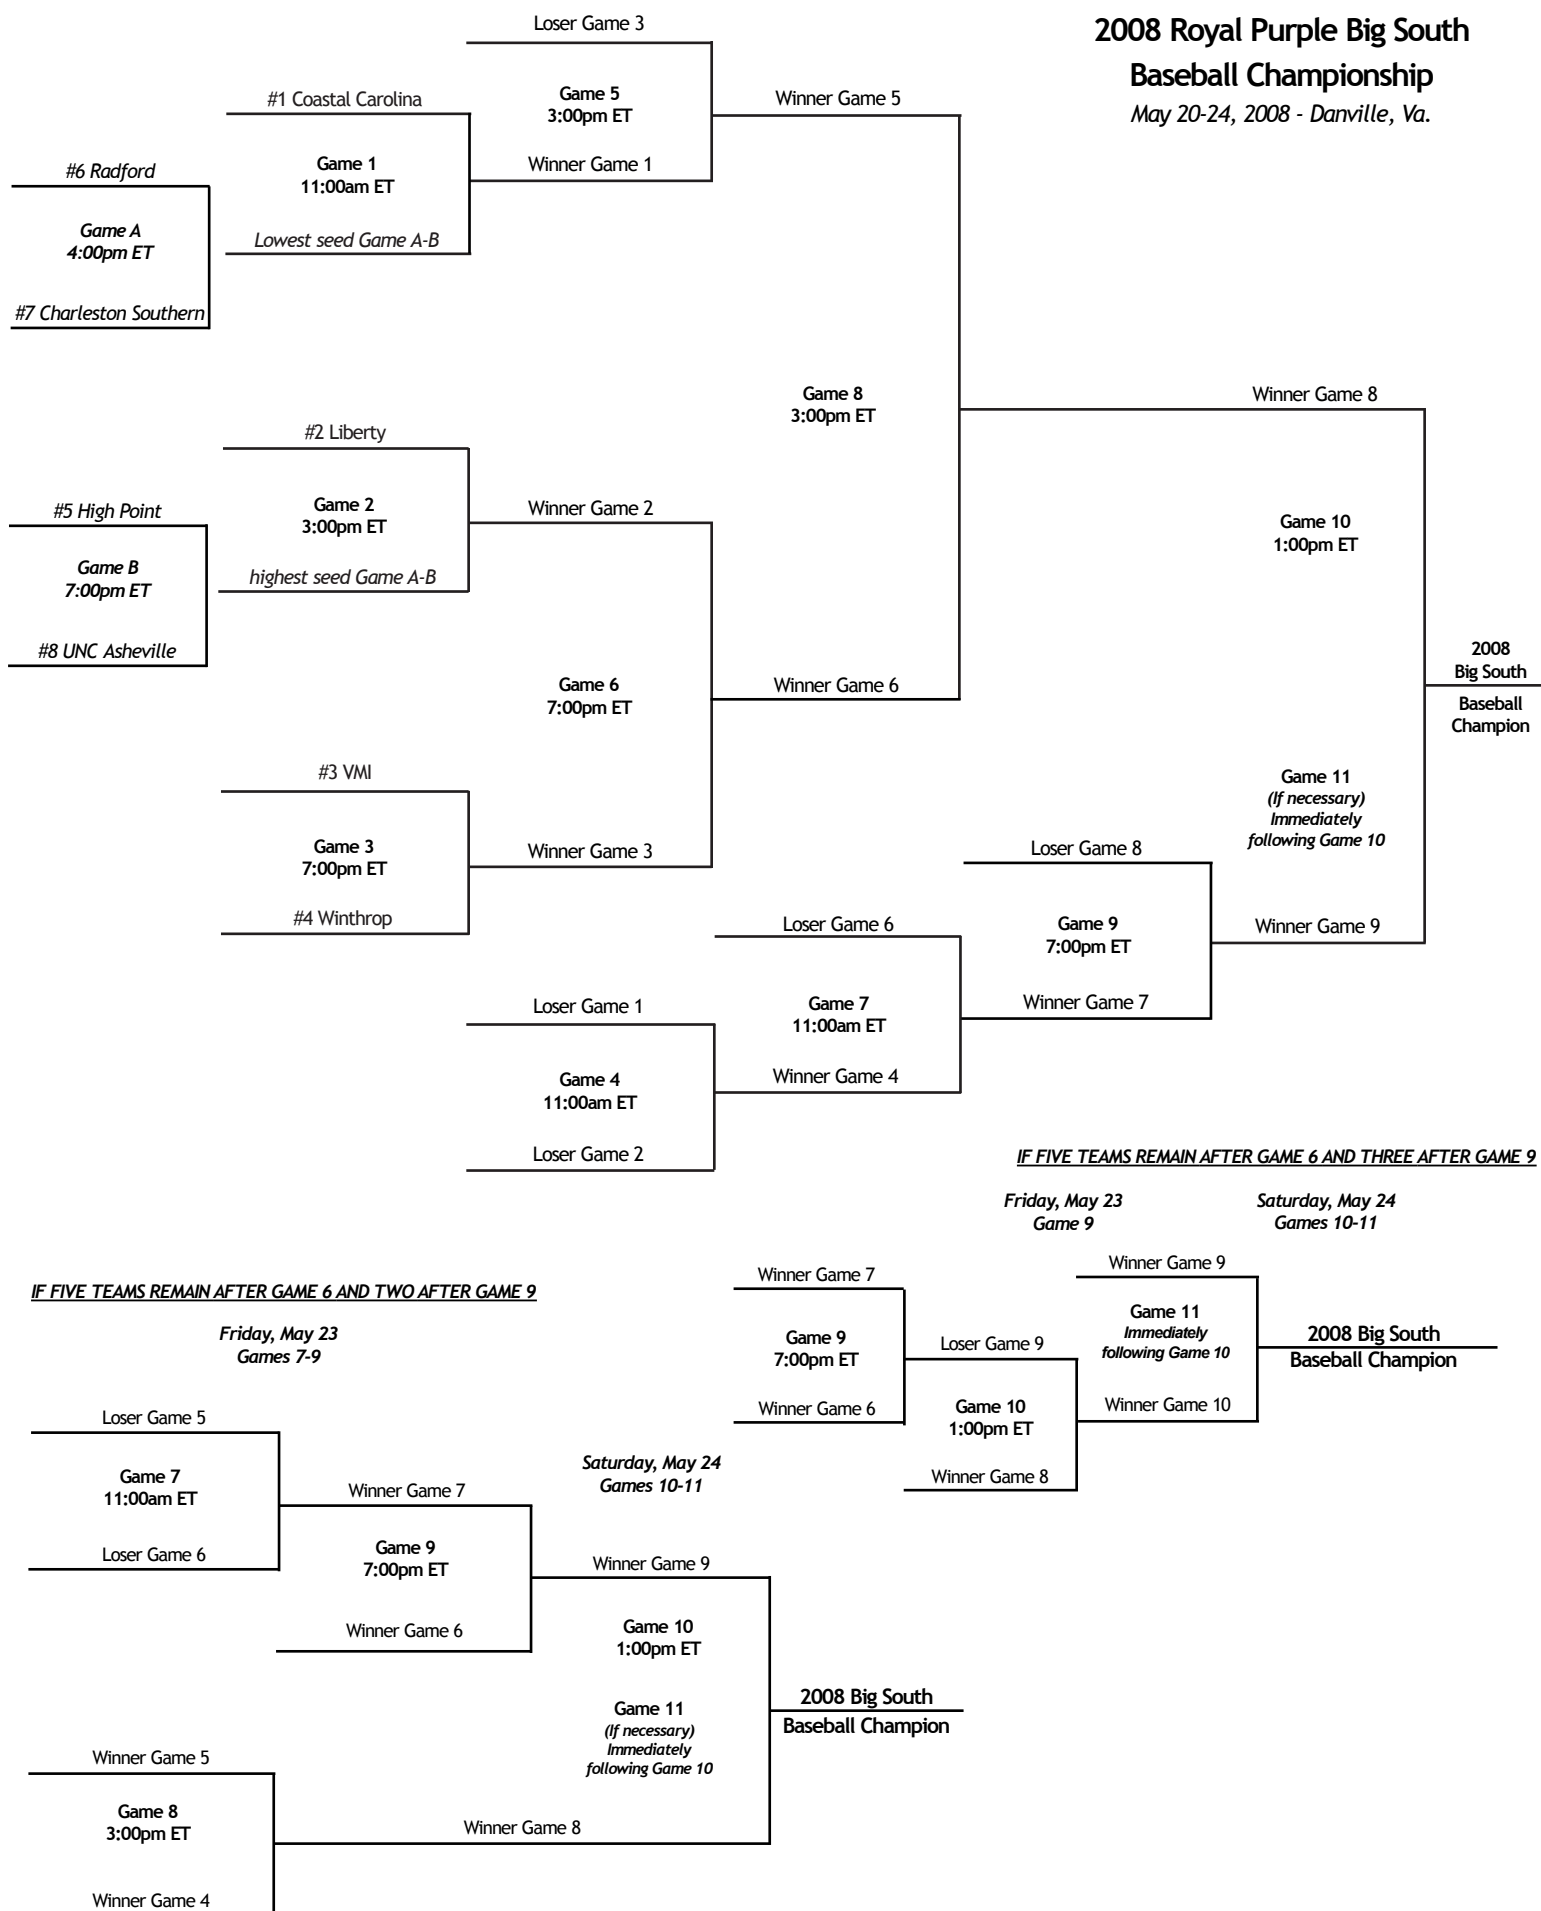 2008 Royal Purple Big South
Baseball Championship
May 20-24, 2008 - Danville, Va.
Loser Game 3
#1 Coastal Carolina
Game 5
3:00pm ET
Winner Game 5
Game 1
11:00am ET
Winner Game 1
#6 Radford
Game A
4:00pm ET
Lowest seed Game A-B
#7 Charleston Southern
Game 8
3:00pm ET
Winner Game 8
#2 Liberty
Game 2
3:00pm ET
Winner Game 2
#5 High Point
Game B
7:00pm ET
highest seed Game A-B
#8 UNC Asheville
Game 10
1:00pm ET
Game 6
7:00pm ET
Winner Game 6
2008
Big South
Baseball
Champion
#3 VMI
Game 3
7:00pm ET
Winner Game 3
#4 Winthrop
Game 11
(If necessary)
Immediately
following Game 10
Loser Game 8
Loser Game 6
Game 9
7:00pm ET
Winner Game 9
Loser Game 1
Game 7
11:00am ET
Winner Game 7
Game 4
11:00am ET
Winner Game 4
Loser Game 2
IF FIVE TEAMS REMAIN AFTER GAME 6 AND THREE AFTER GAME 9
Friday, May 23
Game 9
Saturday, May 24
Games 10-11
Winner Game 7
Winner Game 9
Game 9
7:00pm ET
Loser Game 9
Game 11
Immediately
following Game 10
2008 Big South
Baseball Champion
Winner Game 6
Game 10
1:00pm ET
Winner Game 10
Winner Game 8
IF FIVE TEAMS REMAIN AFTER GAME 6 AND TWO AFTER GAME 9
Friday, May 23
Games 7-9
Loser Game 5
Game 7
11:00am ET
Winner Game 7
Saturday, May 24
Games 10-11
Loser Game 6
Game 9
7:00pm ET
Winner Game 9
Winner Game 6
Game 10
1:00pm ET
Game 11
(If necessary)
Immediately
following Game 10
2008 Big South
Baseball Champion
Winner Game 5
Game 8
3:00pm ET
Winner Game 8
Winner Game 4